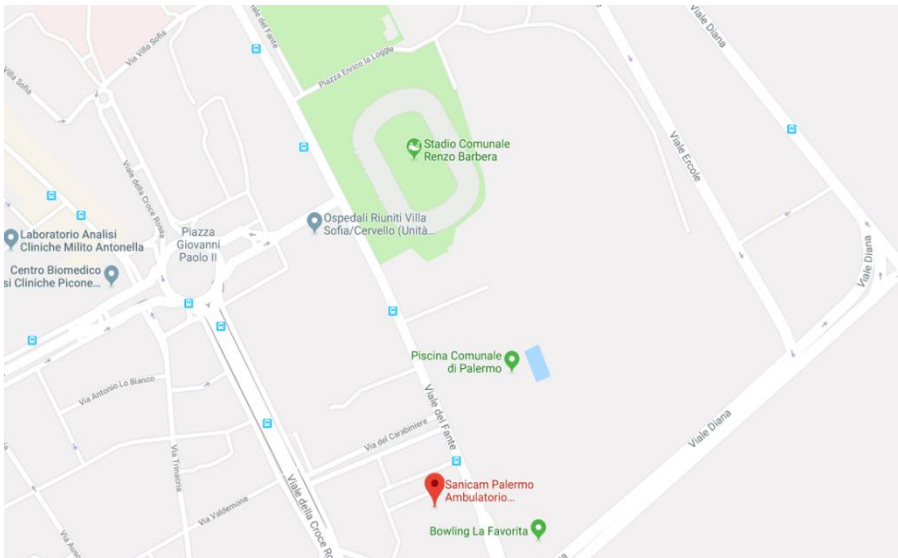 Via Villa Sofia
Viale del Fante
Viale Diana
Piazza Enrico la Loggia
Villa Sofia
Viale della Croce Rossa
Stadio Comunale
Renzo Barbera
Viale Ercole
Ospedali Riuniti Villa
Sofia/Cervello (Unità...
Piazza
Giovanni
Paolo II
Laboratorio Analisi
Cliniche Milito Antonella
Centro Biomedico
si Cliniche Picone...
Viale Diana
Piscina Comunale
di Palermo
Via Antonio Lo Bianco
Viale del Fante
Viale Diana
Via del Carabiniere
Via Trinacria
Sanicam Palermo
Ambulatorio...
Via Valdemone
Viale della Croce Ro
Bowling La Favorita